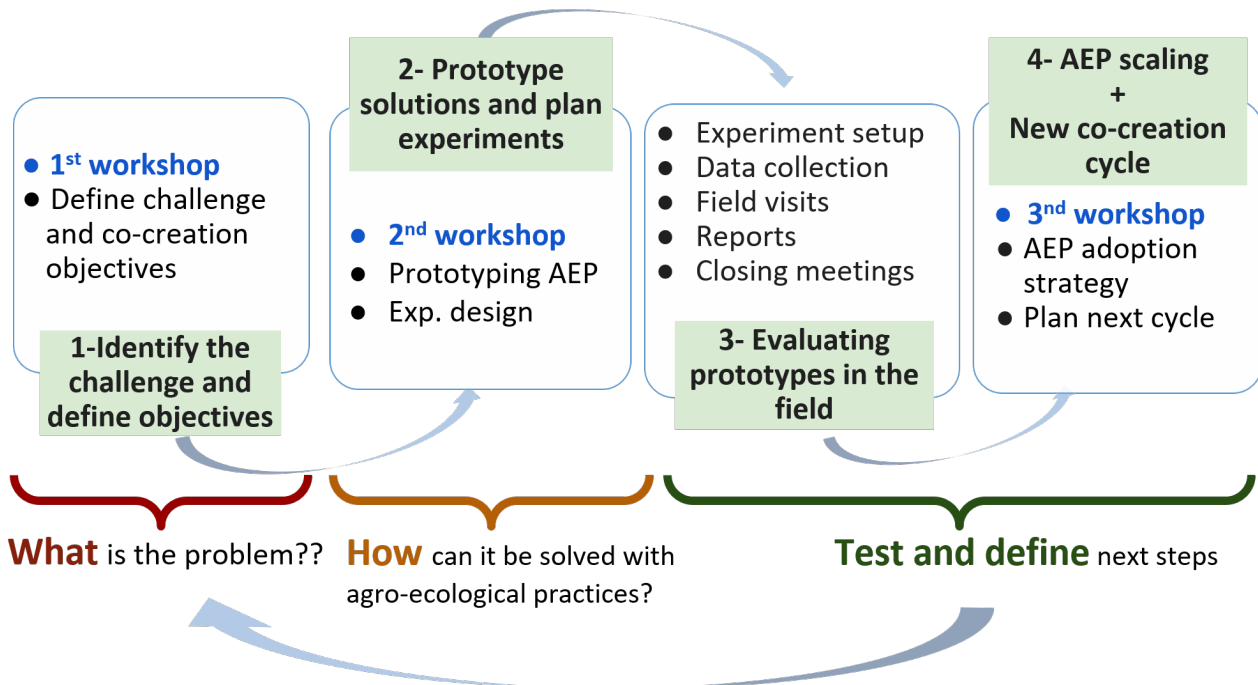 1st workshop
Define challenge
and co-creation
objectives
1-Identify the
challenge and
define objectives
2- Prototype
solutions and plan
experiments
2nd workshop
Prototyping AEP
Exp. design
Experiment setup
Data collection
Field visits
Reports
Closing meetings
3- Evaluating
prototypes in the
field
4- AEP scaling
+
New co-creation
cycle
3nd workshop
AEP adoption
strategy
Plan next cycle
What is the problem??
How can it be solved with
agro-ecological practices?
Test and define next steps